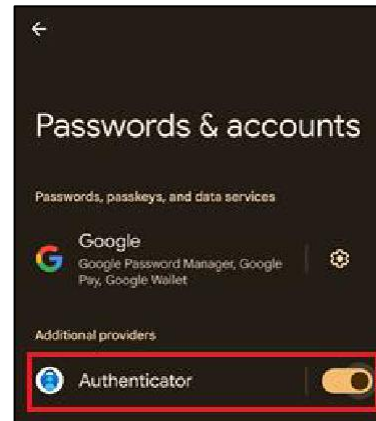 Passwords & accounts
Passwords, passkeys, and data services
Google
Google Password Manager, Google
Pay, Google Wallet
Additional providers
Authenticator